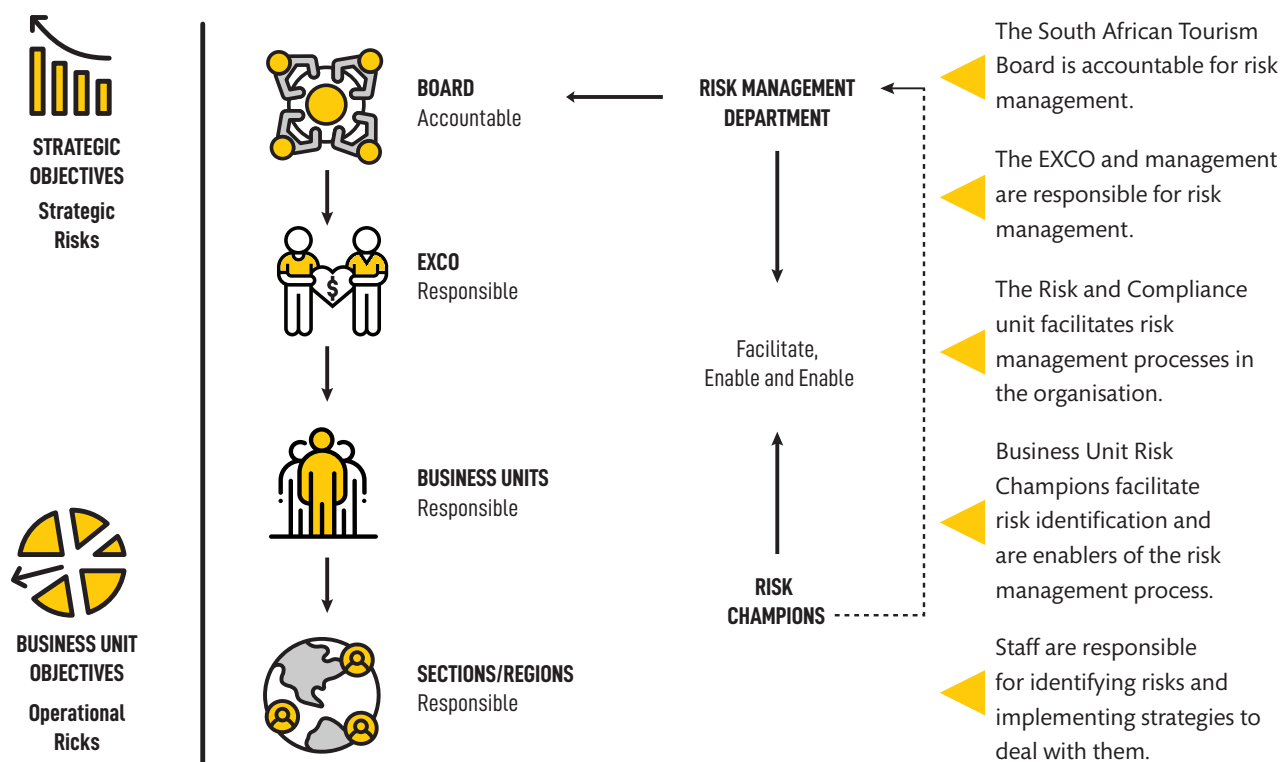 STRATEGIC
OBJECTIVES
Strategic
Risks
BUSINESS UNIT
OBJECTIVES
Operational
Ricks
BOARD
Accountable
EXCO
Responsible
$
BUSINESS UNITS
Responsible
SECTIONS/REGIONS
Responsible
RISK MANAGEMENT
DEPARTMENT
Facilitate,
Enable and Enable
RISK
CHAMPIONS
The South African Tourism
Board is accountable for risk
management.
The EXCO and management
are responsible for risk
management.
The Risk and Compliance
unit facilitates risk
management processes in
the organisation.
Business Unit Risk
Champions facilitate
risk identification and
are enablers of the risk
management process.
Staff are responsible
for identifying risks and
implementing strategies to
deal with them.